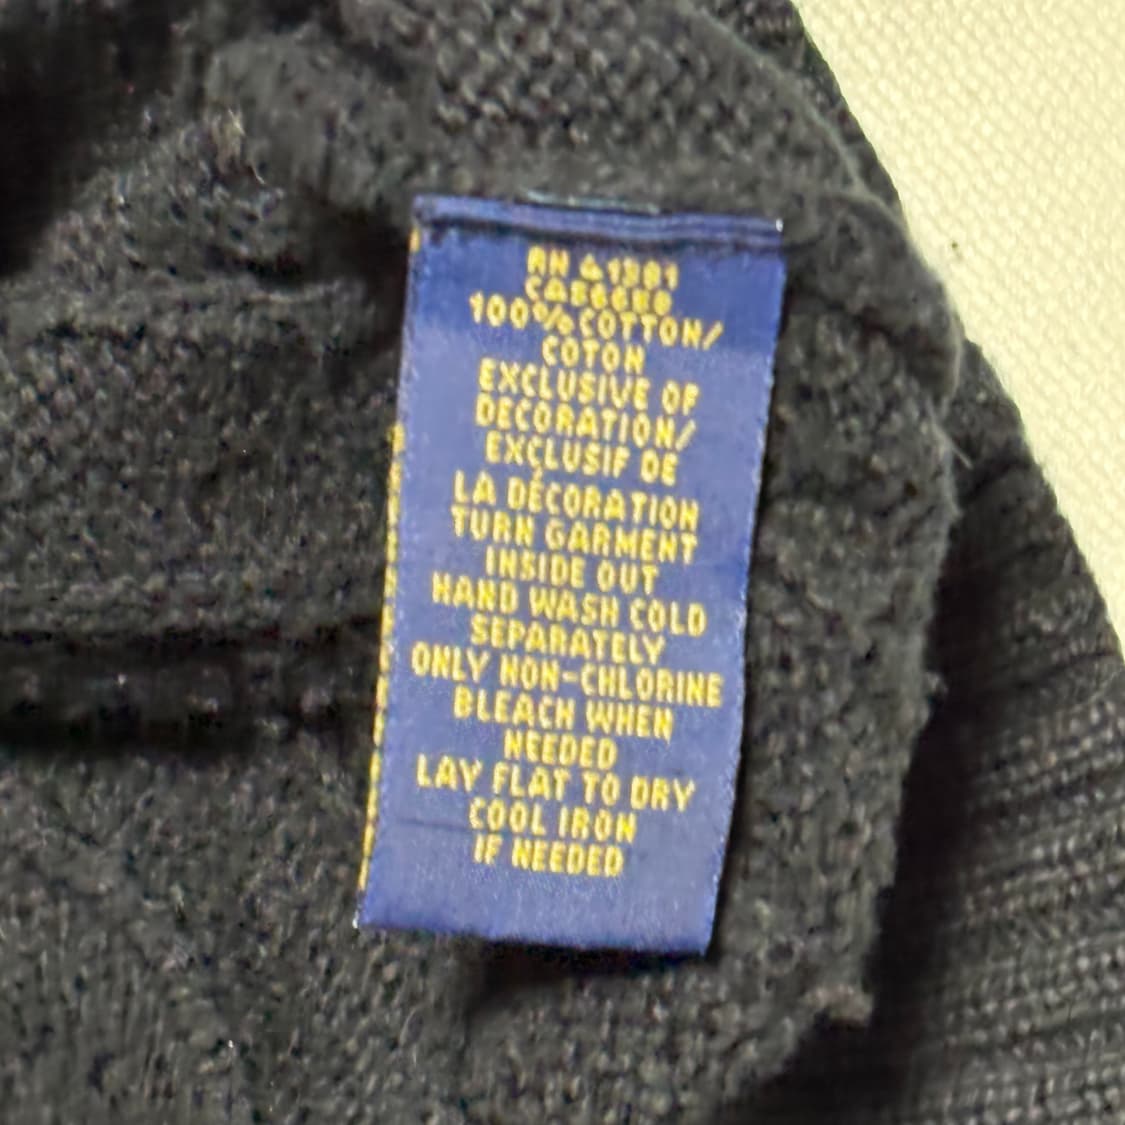 RN 41381
100% COTTON/
COTON
EXCLUSIVE OF
DECORATION/
EXCLUSIF DE
LA DÉCORATION
TURN GARMENT
INSIDE OUT
HAND WASH COLD
SEPARATELY
ONLY NON-CHLORINE
BLEACH WHEN
NEEDED
LAY FLAT TO DRY
COOL IRON
IF NEEDED